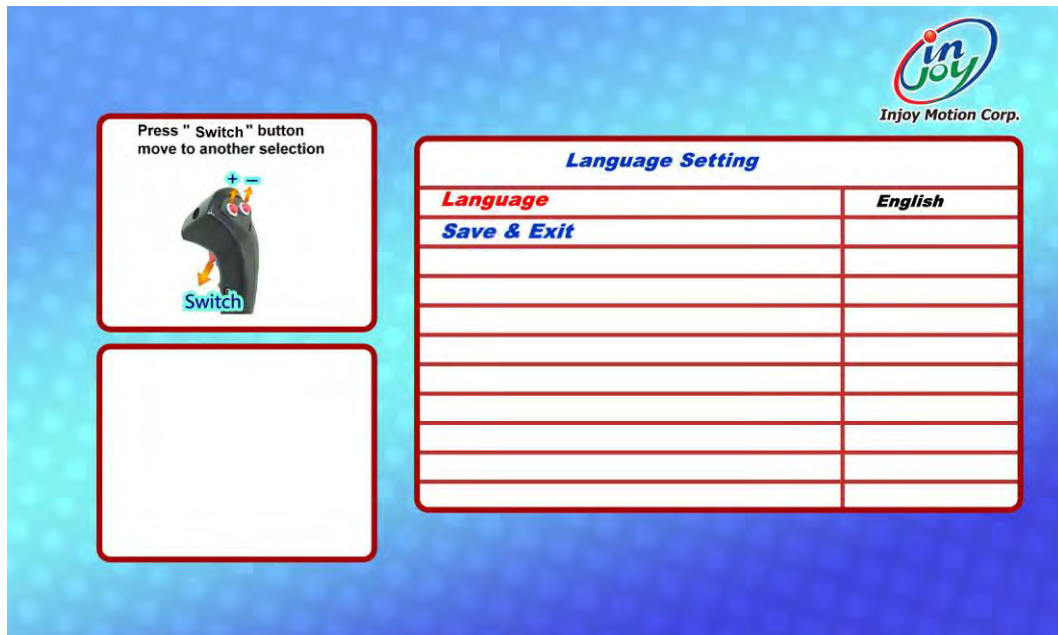 in
joy
Injoy Motion Corp.
Press " Switch" button
move to another selection
+ −
Switch
Language Setting
Language English
Save & Exit